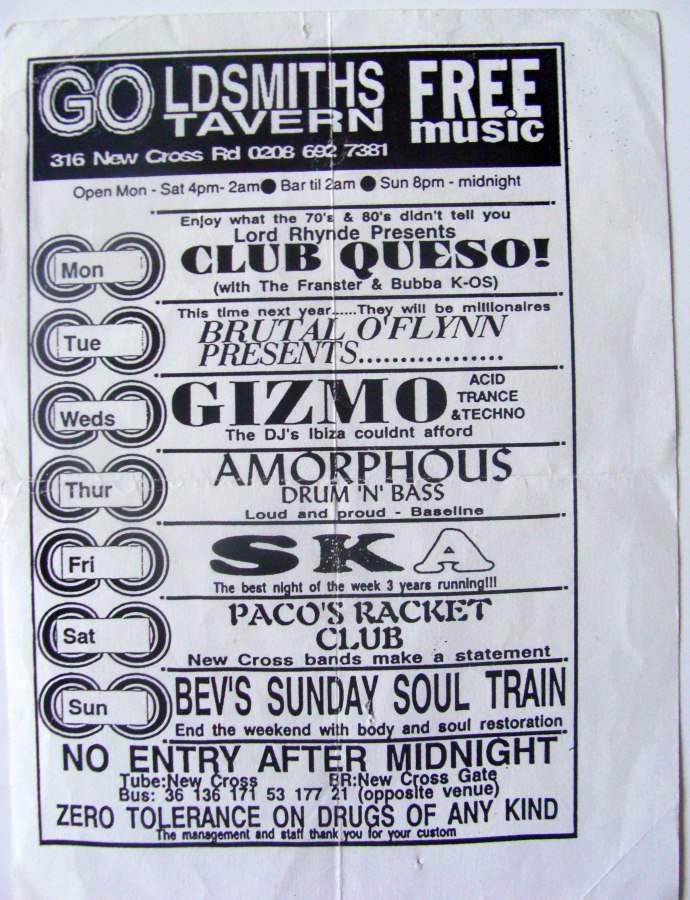 GOLDSMITHS
TAVERN
FREE
music
316 New Cross Rd 0208 692 7381
Open Mon - Sat 4pm- 2am ● Bar til 2am ● Sun 8pm - midnight
Enjoy what the 70's & 80's didn't tell you
Lord Rhynde Presents
Mon
CLUB QUESO!
(with The Franster & Bubba K-OS)
This time next year.....They will be millionaires
Tue
BRUTAL O'FLYNN
PRESENTS.................
Weds
GIZMO
ACID
TRANCE
&TECHNO
The DJ's Ibiza couldnt afford
Thur
AMORPHOUS
DRUM 'N' BASS
Loud and proud - Baseline
Fri
SKA
The best night of the week 3 years running!!!
Sat
PACO'S RACKET
CLUB
New Cross bands make a statement
Sun
BEV'S SUNDAY SOUL TRAIN
End the weekend with body and soul restoration
NO ENTRY AFTER MIDNIGHT
Tube:New Cross BR:New Cross Gate
Bus: 36 136 171 53 177 21 (opposite venue)
ZERO TOLERANCE ON DRUGS OF ANY KIND
The management and staff thank you for your custom